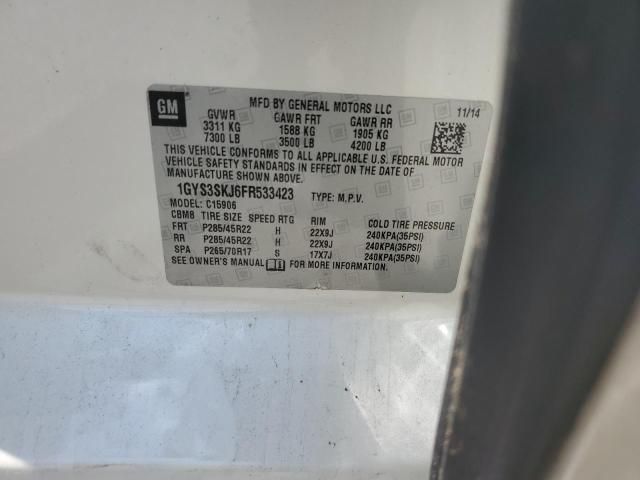 GM
MFD BY GENERAL MOTORS LLC
11/14
GVWR GAWR FRT GAWR RR
3311 KG 1588 KG 1905 KG
7300 LB 3500 LB 4200 LB
THIS VEHICLE CONFORMS TO ALL APPLICABLE U.S. FEDERAL MOTOR
VEHICLE SAFETY STANDARDS IN EFFECT ON THE DATE OF
MANUFACTURE SHOWN ABOVE.
1GYS3SKJ6FR533423 TYPE: M.P.V.
MODEL: C15906
CBM8 TIRE SIZE SPEED RTG RIM COLD TIRE PRESSURE
FRT P285/45R22 H 22X9J 240KPA(35PSI)
RR P285/45R22 H 22X9J 240KPA(35PSI)
SPA P265/70R17 S 17X7J 240KPA(35PSI)
SEE OWNER'S MANUAL FOR MORE INFORMATION